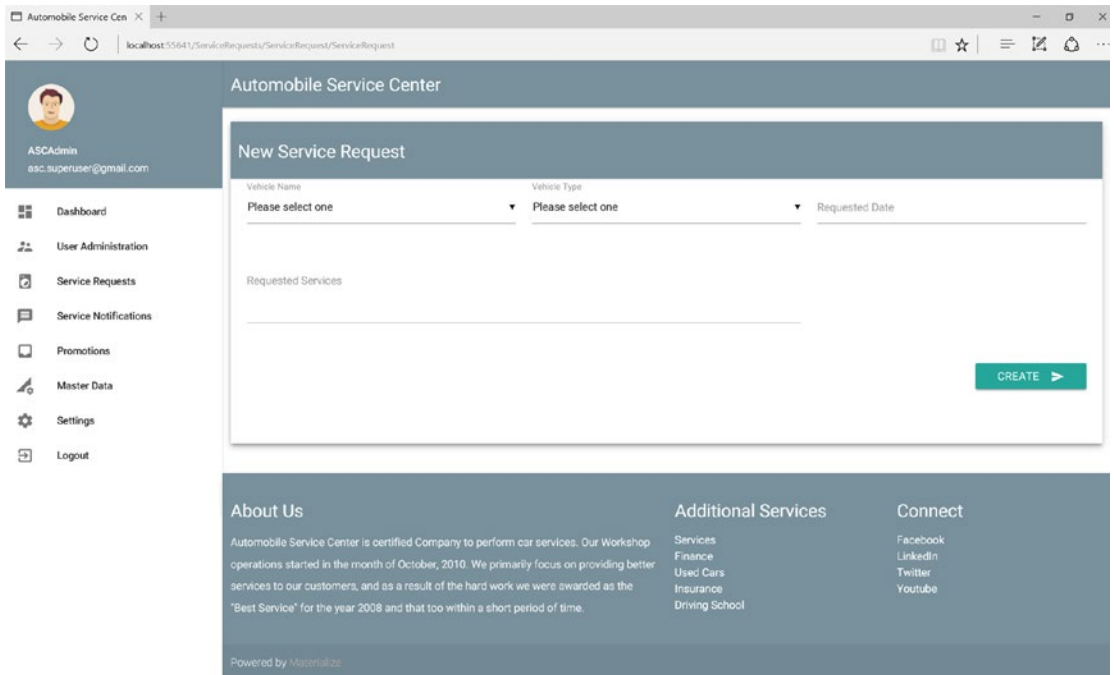 Automobile Service Cen
localhost:55641/ServiceRequests/ServiceRequest/ServiceRequest
Automobile Service Center
ASCAdmin
asc.superuser@gmail.com
Dashboard
User Administration
Service Requests
Service Notifications
Promotions
Master Data
Settings
Logout
New Service Request
Vehicle Name
Please select one
Vehicle Type
Please select one
Requested Date
Requested Services
CREATE
About Us
Automobile Service Center is certified Company to perform car services. Our Workshop
operations started in the month of October, 2010. We primarily focus on providing better
services to our customers, and as a result of the hard work we were awarded as the
"Best Service" for the year 2008 and that too within a short period of time.
Additional Services
Services
Finance
Used Cars
Insurance
Driving School
Connect
Facebook
LinkedIn
Twitter
Youtube
Powered by Materialize